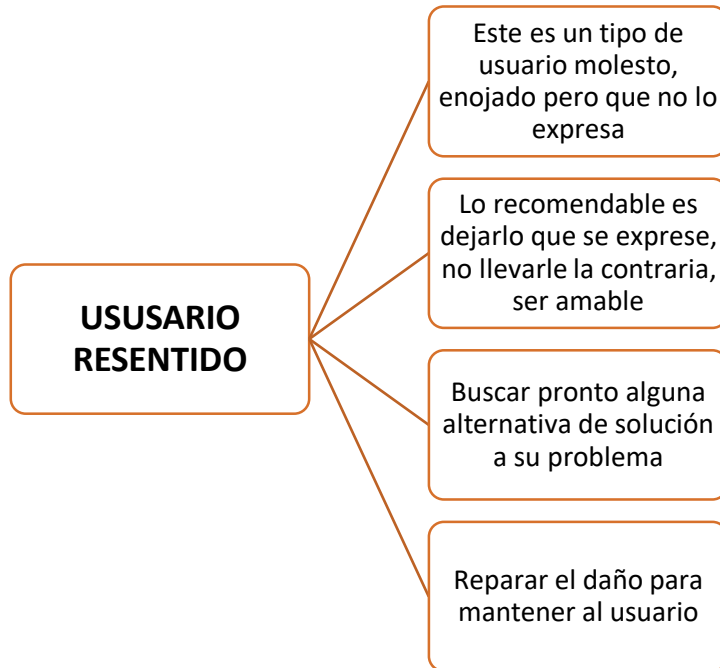 USUSARIO
RESENTIDO
Este es un tipo de
usuario molesto,
enojado pero que no lo
expresa
Lo recomendable es
dejarlo que se exprese,
no llevarle la contraria,
ser amable
Buscar pronto alguna
alternativa de solución
a su problema
Reparar el daño para
mantener al usuario